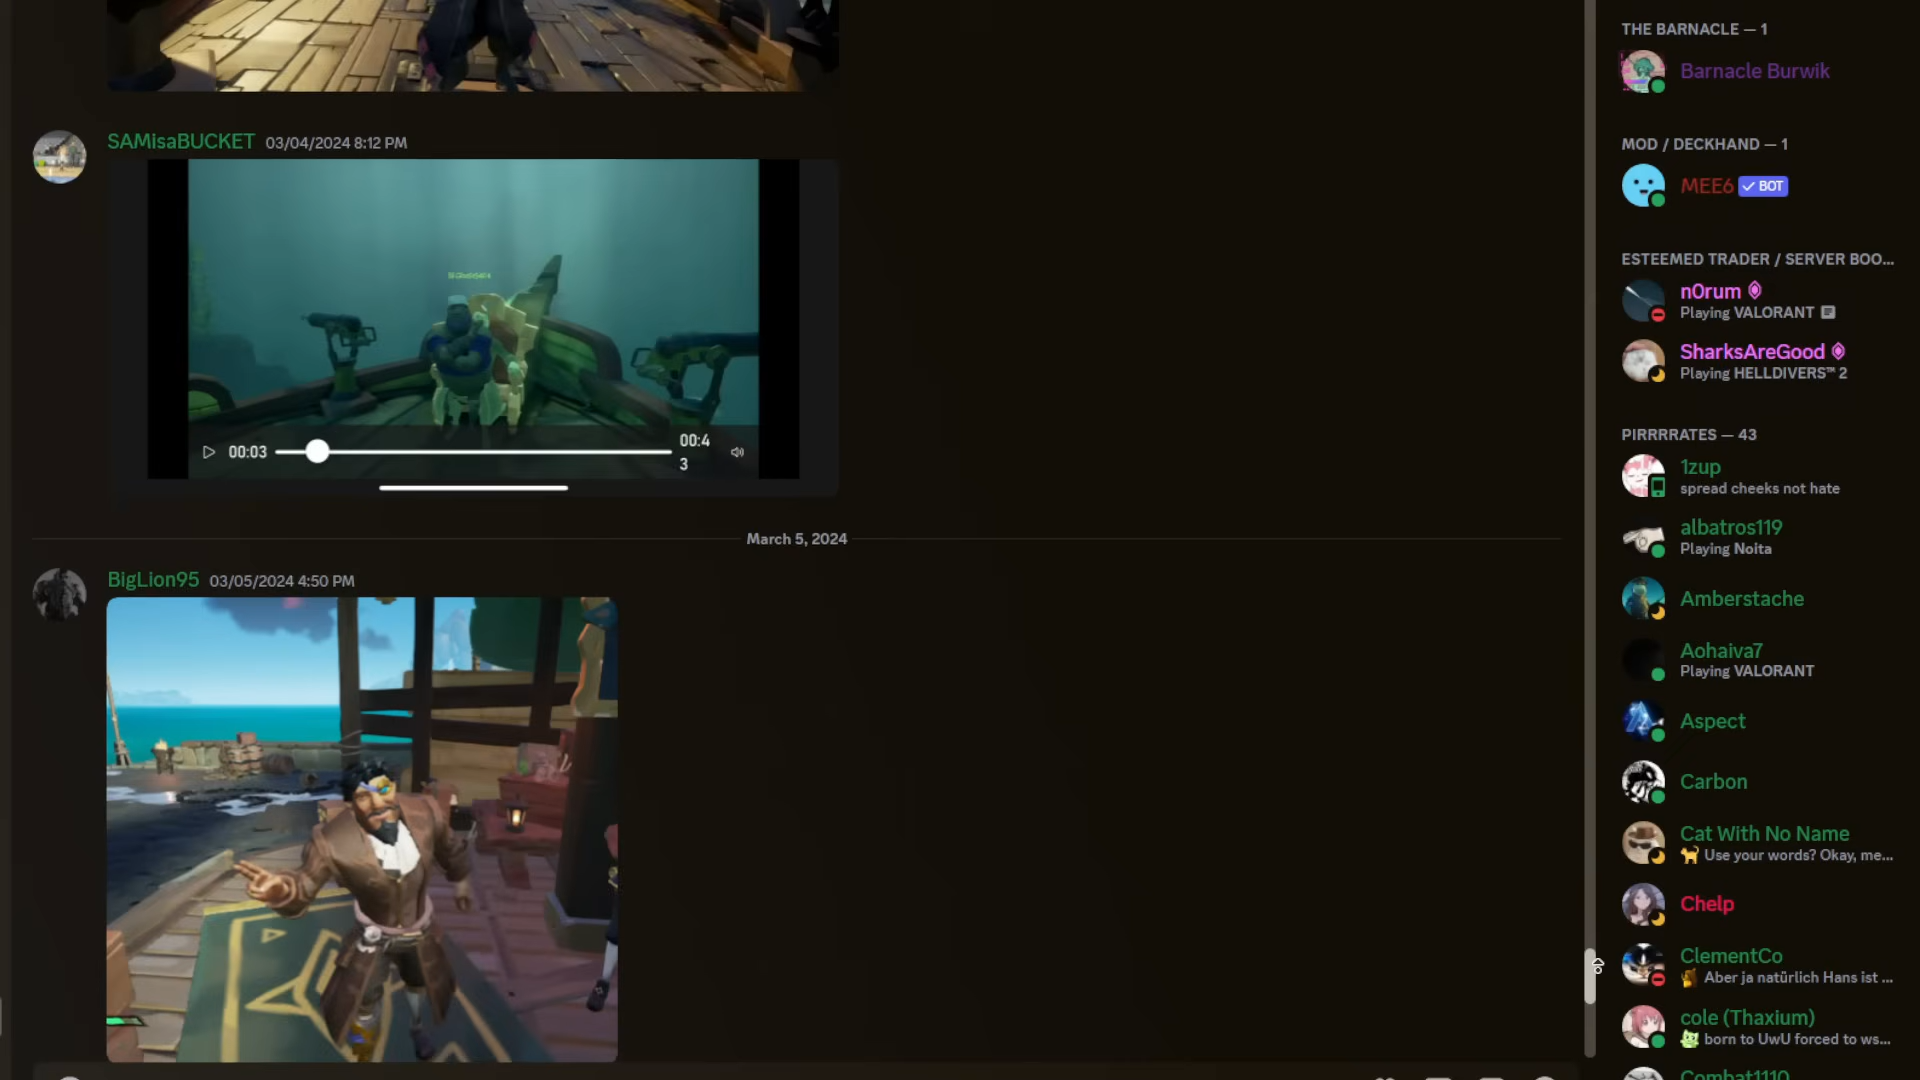 SAMisaBUCKET 03/04/2024 8:12 PM
00:03
00:4
3
March 5, 2024
BigLion95 03/05/2024 4:50 PM
THE BARNACLE — 1
Barnacle Burwik
MOD / DECKHAND — 1
MEE6 ✓ BOT
ESTEEMED TRADER / SERVER BOO...
n0rum
Playing VALORANT
SharksAreGood
Playing HELLDIVERS™ 2
PIRRRRATES — 43
1zup
spread cheeks not hate
albatros119
Playing Noita
Amberstache
Aohaiva7
Playing VALORANT
Aspect
Carbon
Cat With No Name
Use your words? Okay, me...
Chelp
ClementCo
Aber ja natürlich Hans ist ...
cole (Thaxium)
born to UwU forced to ws...
Combat1110